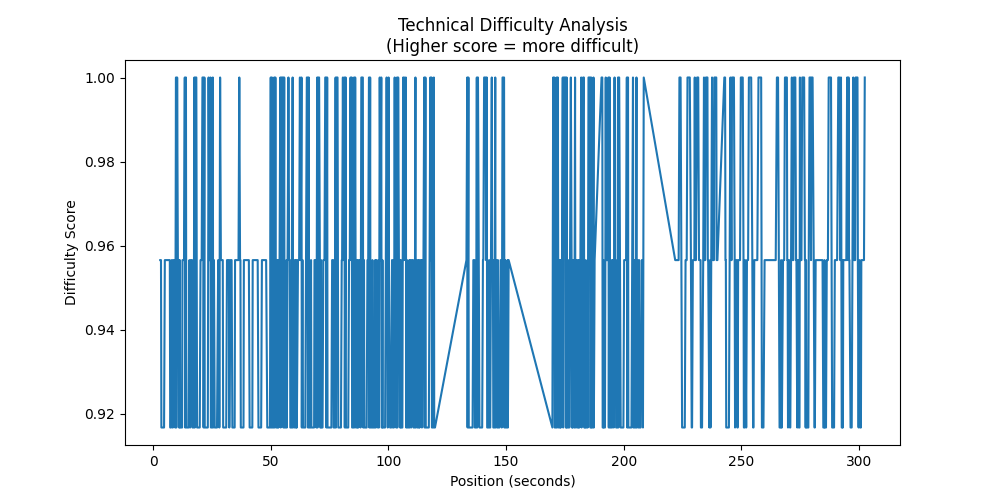 Technical Difficulty Analysis
(Higher score = more difficult)
1.00
0.98
0.96
0.94
0.92
Difficulty Score
0 50 100 150 200 250 300
Position (seconds)